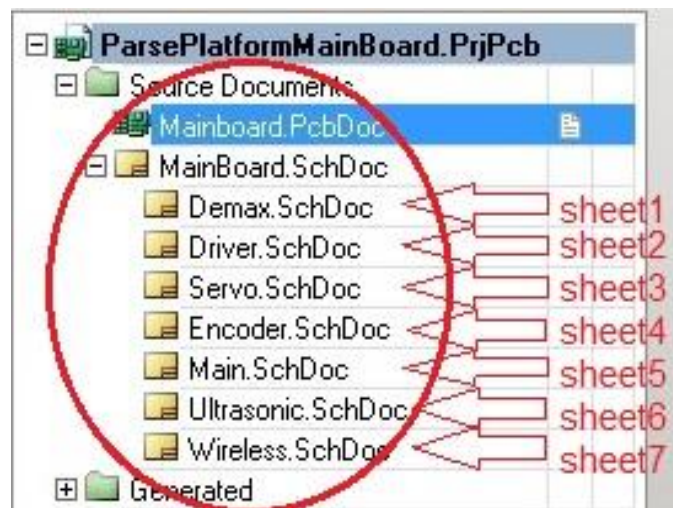 ParsePlatformMainBoard.PrjPcb
Source Documents
Mainboard.PcbDoc
MainBoard.SchDoc
Demax.SchDoc sheet1
Driver.SchDoc sheet2
Servo.SchDoc sheet3
Encoder.SchDoc sheet4
Main.SchDoc sheet5
Ultrasonic.SchDoc sheet6
Wireless.SchDoc sheet7
Generated